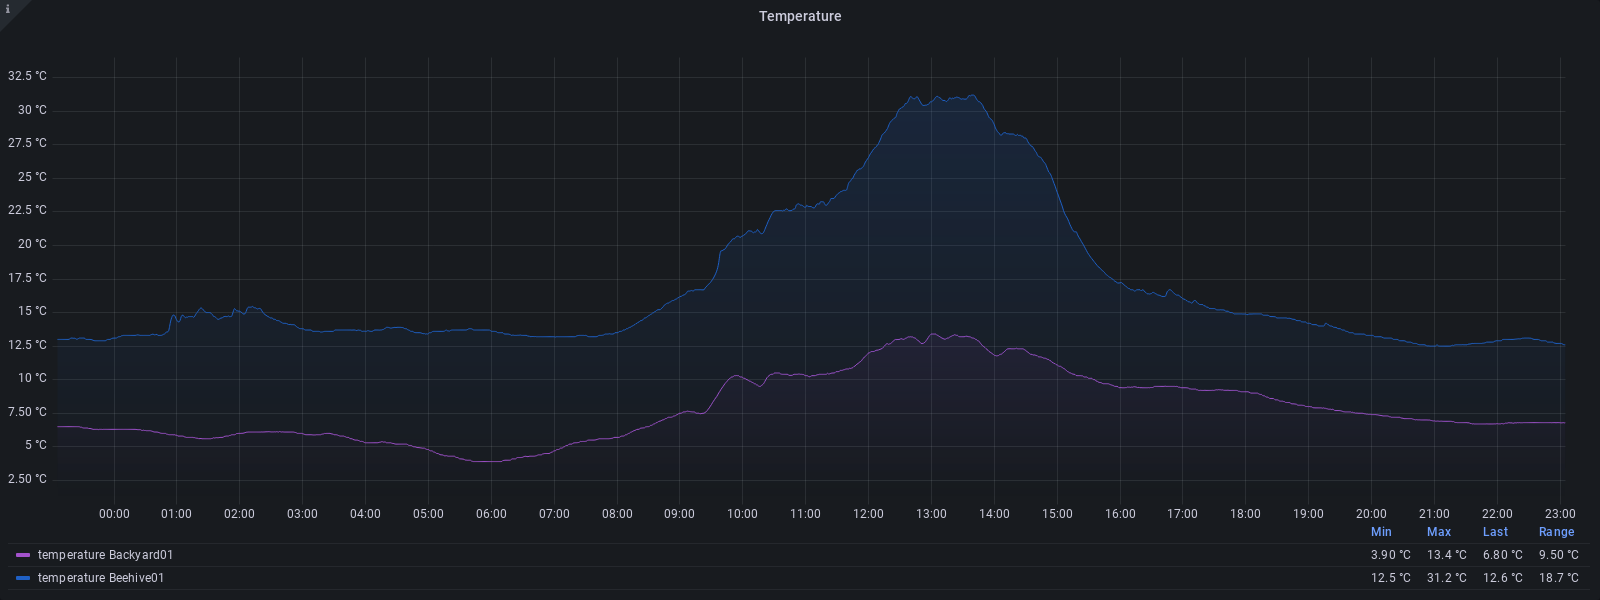 i
Temperature
32.5 °C
30 °C
27.5 °C
25 °C
22.5 °C
20 °C
17.5 °C
15 °C
12.5 °C
10 °C
7.50 °C
5 °C
2.50 °C
00:00 01:00 02:00 03:00 04:00 05:00 06:00 07:00 08:00 09:00 10:00 11:00 12:00 13:00 14:00 15:00 16:00 17:00 18:00 19:00 20:00 21:00 22:00 23:00
Min Max Last Range
temperature Backyard01 3.90 °C 13.4 °C 6.80 °C 9.50 °C
temperature Beehive01 12.5 °C 31.2 °C 12.6 °C 18.7 °C